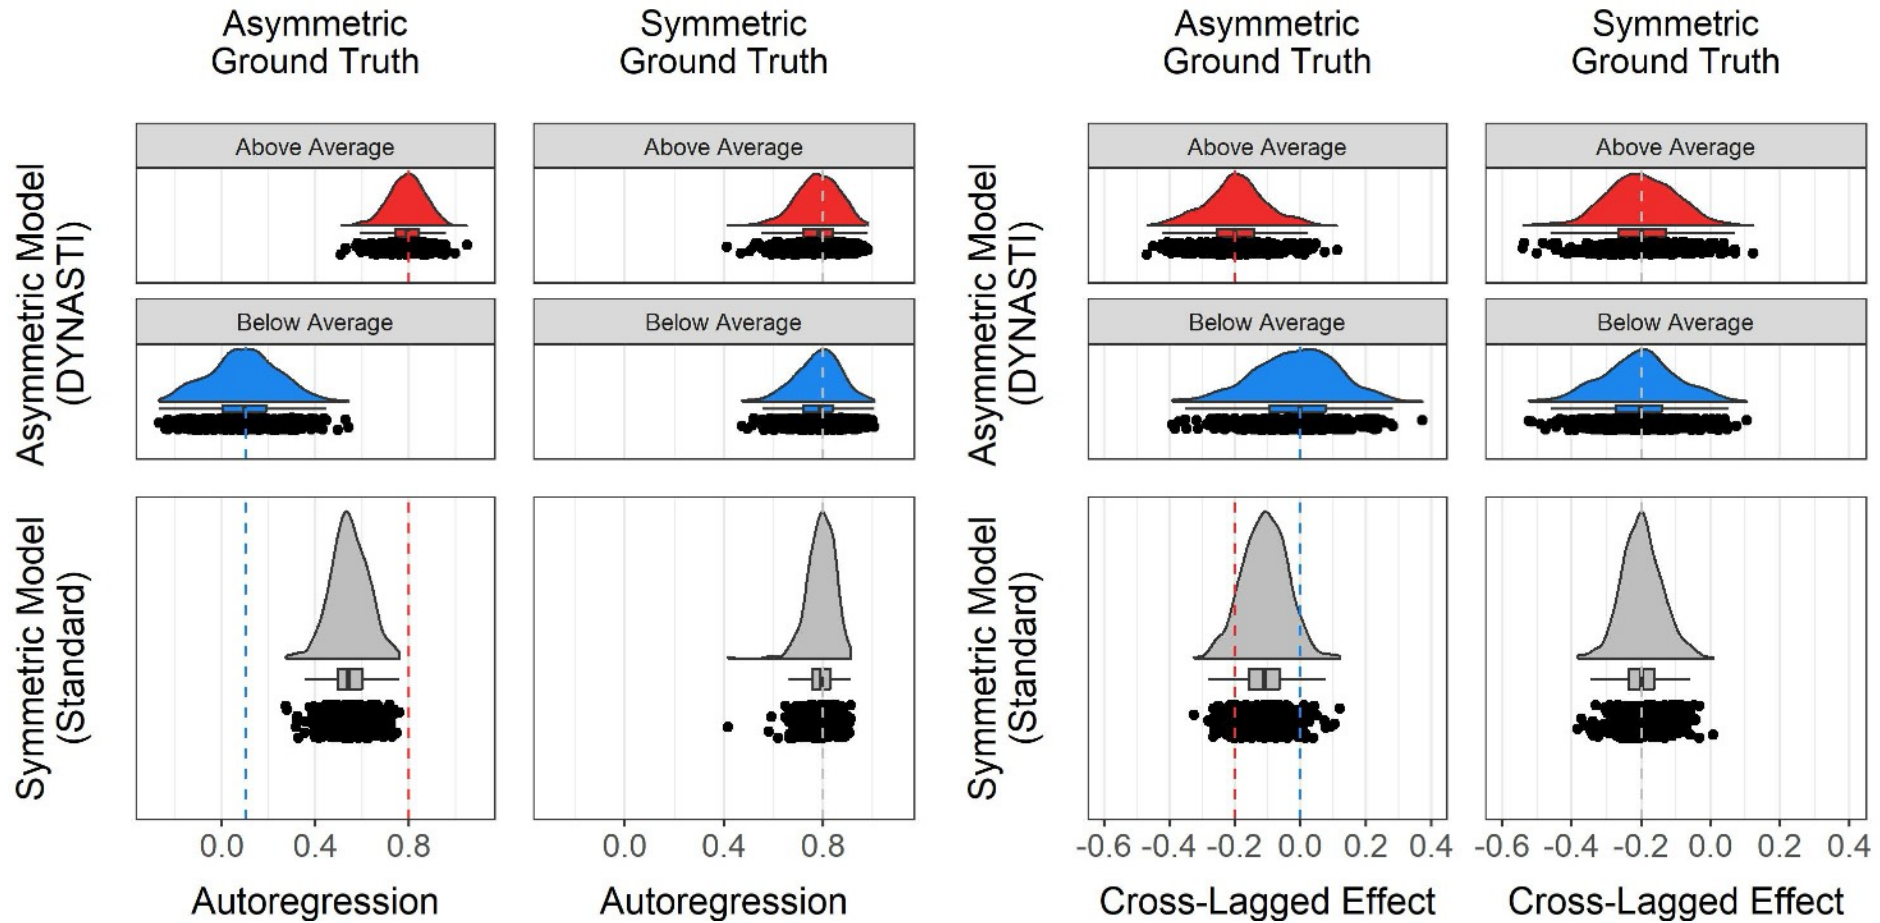 Asymmetric
Ground Truth
Symmetric
Ground Truth
Asymmetric
Ground Truth
Symmetric
Ground Truth
Asymmetric Model
(DYNASTI)
Above Average
Above Average
Below Average
Below Average
Asymmetric Model
(DYNASTI)
Above Average
Above Average
Below Average
Below Average
Symmetric Model
(Standard)
Symmetric Model
(Standard)
0.0 0.4 0.8
0.0 0.4 0.8
-0.6 -0.4 -0.2 0.0 0.2 0.4
-0.6 -0.4 -0.2 0.0 0.2 0.4
Autoregression
Autoregression
Cross-Lagged Effect
Cross-Lagged Effect